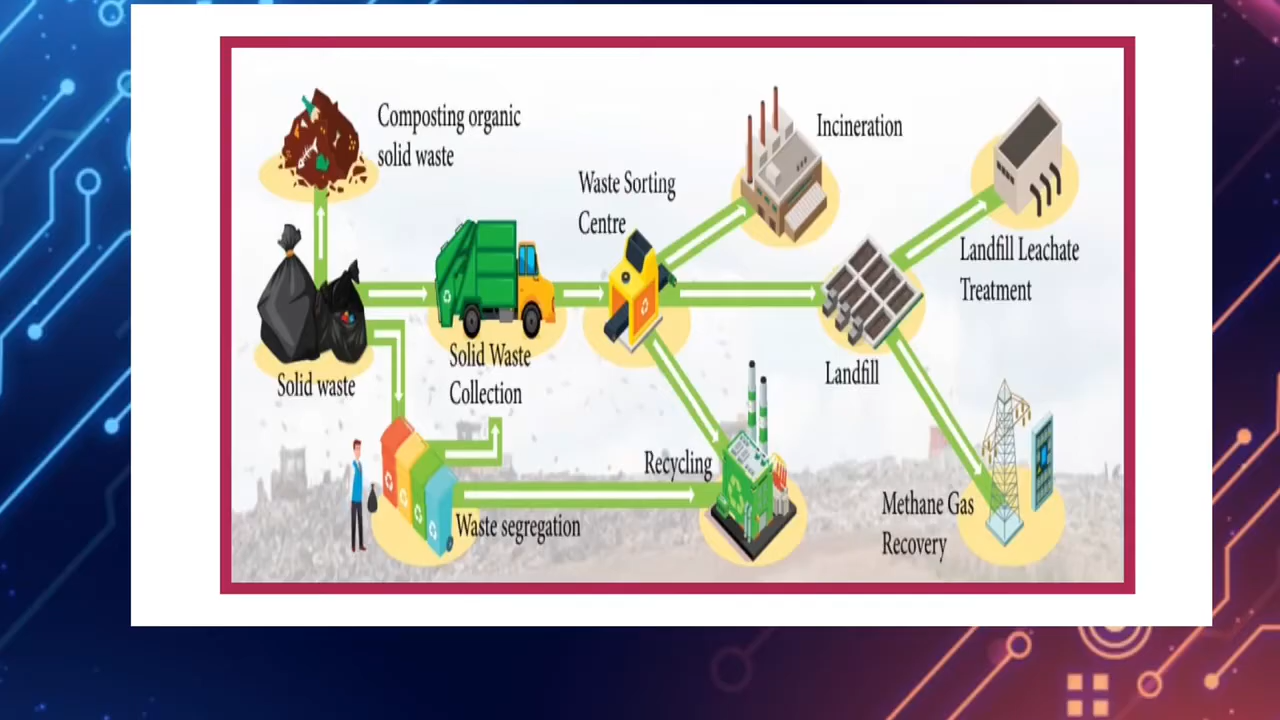 Composting organic
solid waste
Incineration
Waste Sorting
Centre
Landfill Leachate
Treatment
Solid waste
Solid Waste
Collection
Landfill
Recycling
Waste segregation
Methane Gas
Recovery